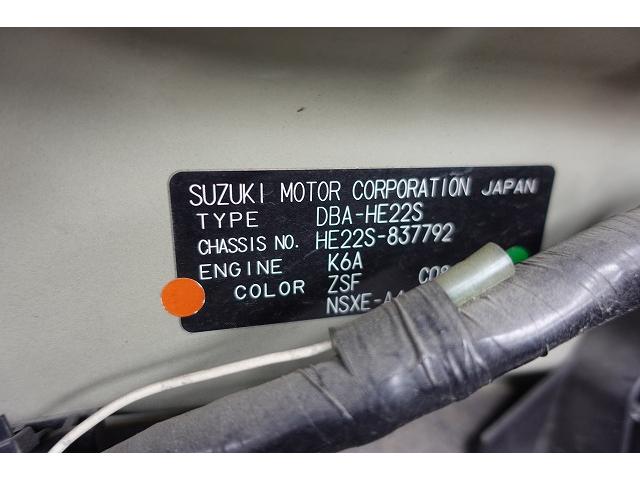 SUZUKI MOTOR CORPORATION JAPAN
TYPE DBA-HE22S
CHASSIS NO. HE22S-837792
ENGINE K6A
COLOR ZSF